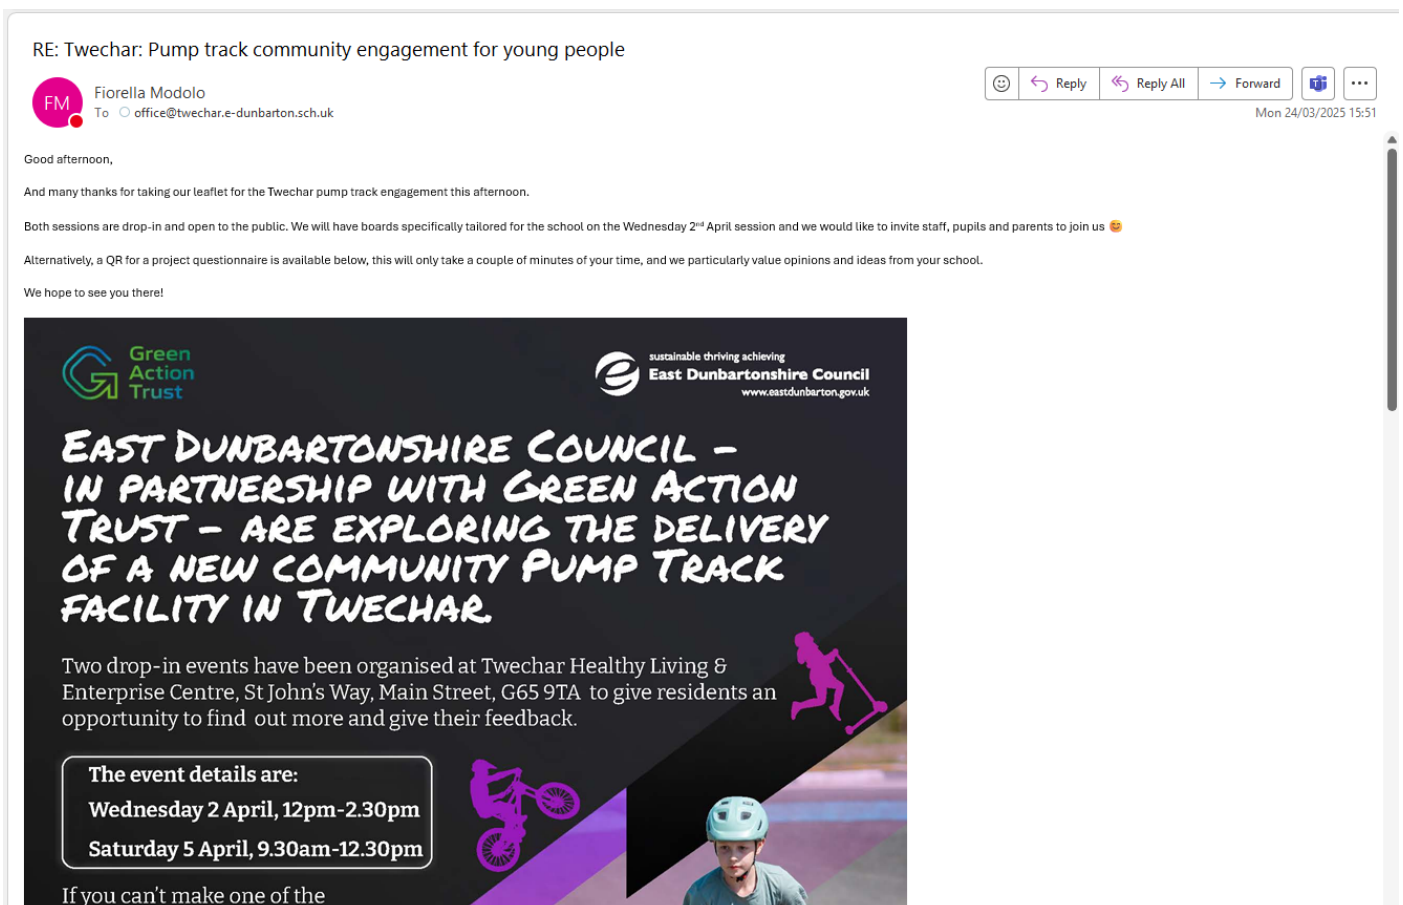 RE: Twechar: Pump track community engagement for young people
FM
Fiorella Modolo
To office@twechar.e-dunbarton.sch.uk
Reply
Reply All
Forward
Mon 24/03/2025 15:51
Good afternoon,
And many thanks for taking our leaflet for the Twechar pump track engagement this afternoon.
Both sessions are drop-in and open to the public. We will have boards specifically tailored for the school on the Wednesday 2nd April session and we would like to invite staff, pupils and parents to join us 😊
Alternatively, a QR for a project questionnaire is available below, this will only take a couple of minutes of your time, and we particularly value opinions and ideas from your school.
We hope to see you there!
Green
Action
Trust
sustainable thriving achieving
East Dunbartonshire Council
www.eastdunbarton.gov.uk
EAST DUNBARTONSHIRE COUNCIL –
IN PARTNERSHIP WITH GREEN ACTION
TRUST – ARE EXPLORING THE DELIVERY
OF A NEW COMMUNITY PUMP TRACK
FACILITY IN TWECHAR.
Two drop-in events have been organised at Twechar Healthy Living &
Enterprise Centre, St John's Way, Main Street, G65 9TA to give residents an
opportunity to find out more and give their feedback.
The event details are:
Wednesday 2 April, 12pm-2.30pm
Saturday 5 April, 9.30am-12.30pm
If you can't make one of the